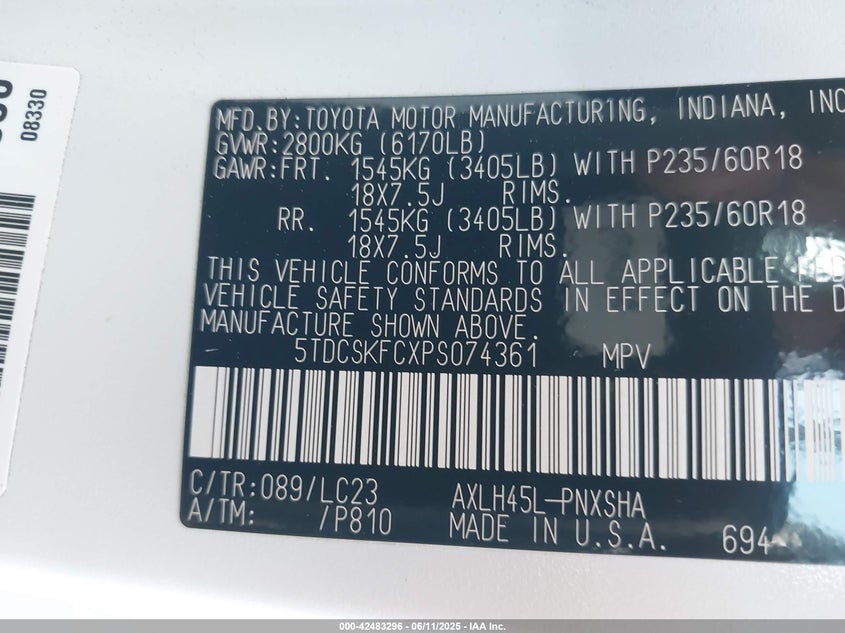 08330
MFD.BY:TOYOTA MOTOR MANUFACTURING, INDIANA, INC
GVWR:2800KG (6170LB)
GAWR:FRT. 1545KG (3405LB) WITH P235/60R18
18X7.5J RIMS.
RR. 1545KG (3405LB) WITH P235/60R18
18X7.5J RIMS.
THIS VEHICLE CONFORMS TO ALL APPLICABLE FED
VEHICLE SAFETY STANDARDS IN EFFECT ON THE D
MANUFACTURE SHOWN ABOVE.
5TDCSKFCXPS074361 MPV
C/TR:089/LC23 AXLH45L-PNXSHA
A/TM: /P810 MADE IN U.S.A. 694
000-42483296 - 06/11/2025 - IAA Inc.